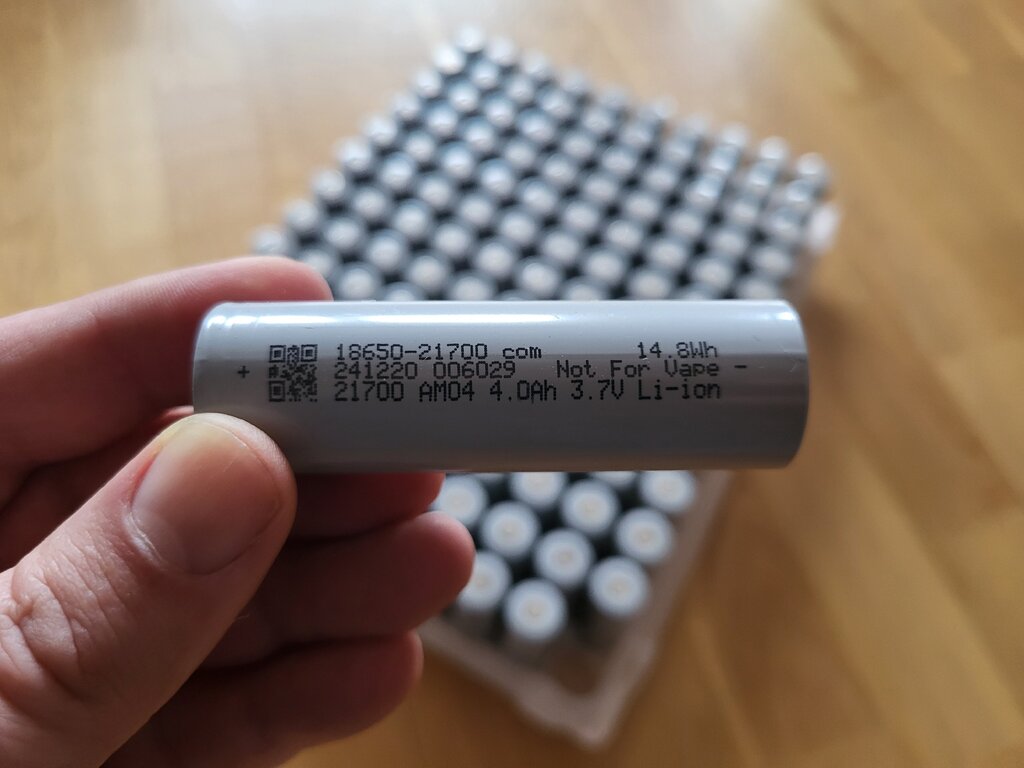 18650-21700 com 14.8Wh
+ 241220 006029 Not For Vape -
21700 AM04 4.0Ah 3.7V Li-ion